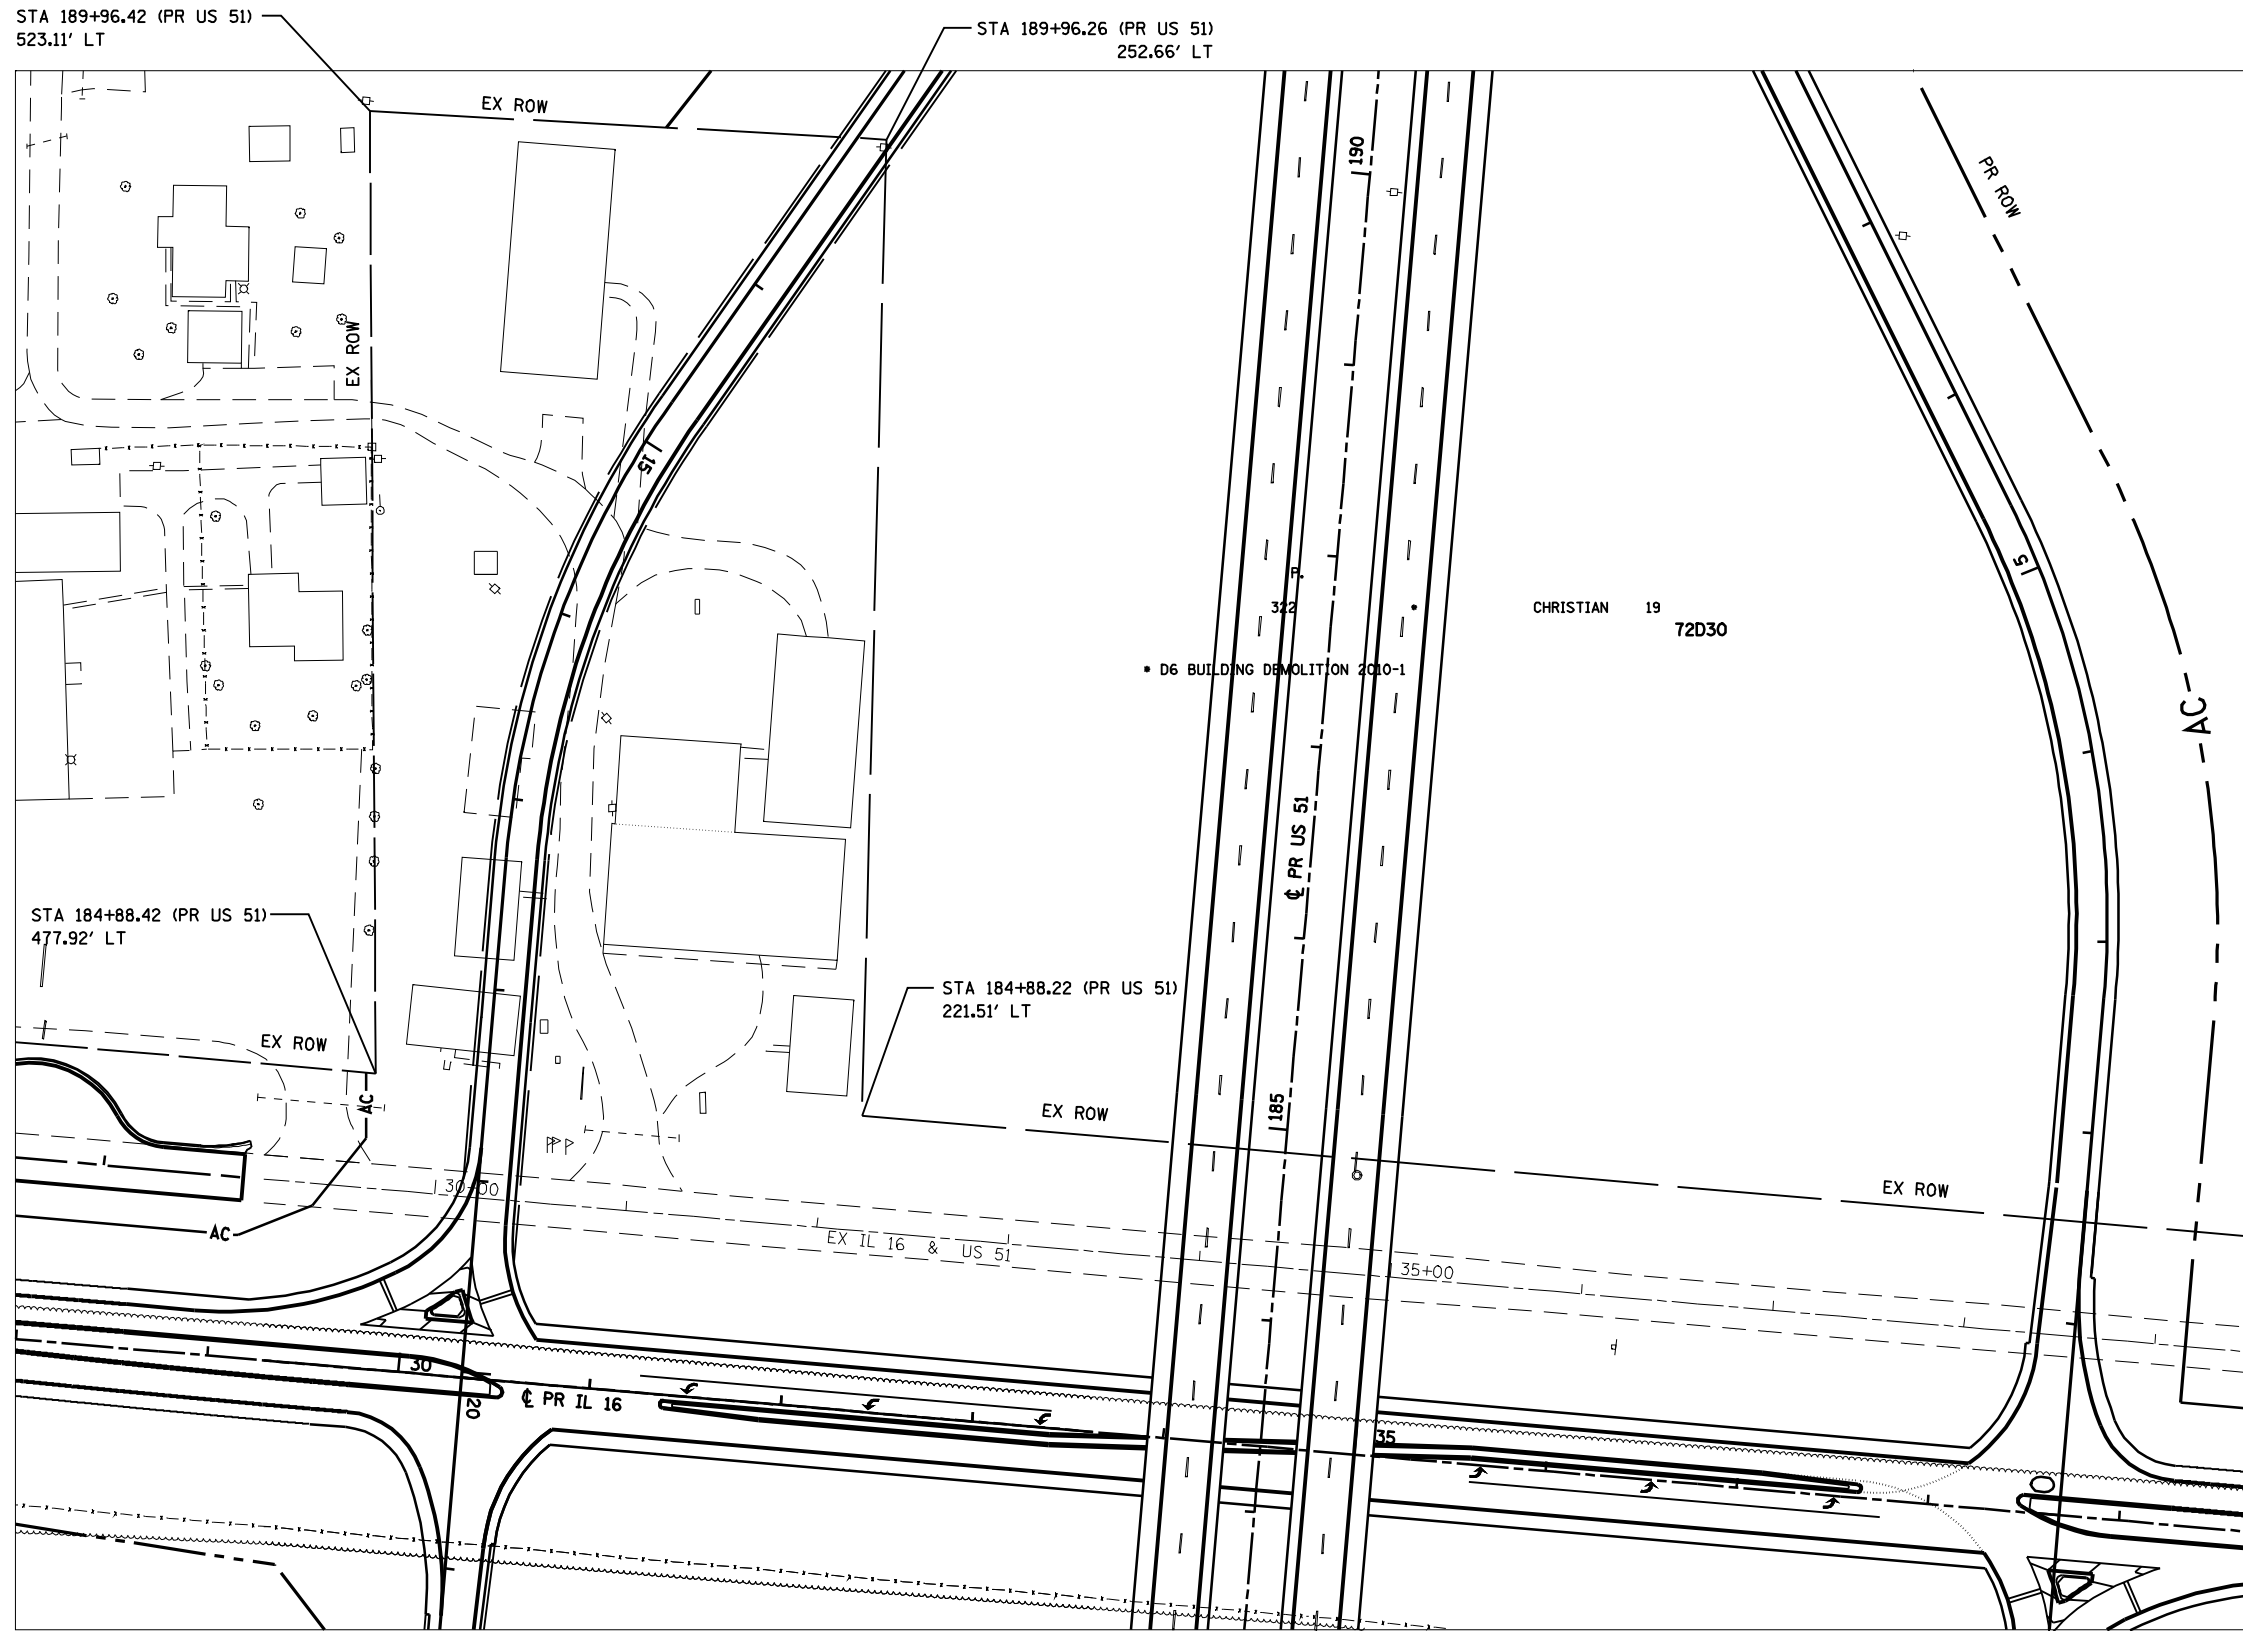 STA 189+96.42 (PR US 51)
523.11' LT
STA 189+96.26 (PR US 51)
252.66' LT
EX ROW
190
PR ROW
EX ROW
15
5
P.
322 * CHRISTIAN 19
72D30
* D6 BUILDING DEMOLITION 2010-1
AC
℄ PR US 51
STA 184+88.42 (PR US 51)
477.92' LT
STA 184+88.22 (PR US 51)
221.51' LT
EX ROW
AC
185
EX ROW
EX ROW
30+00
AC
EX IL 16 & US 51
35+00
30
20
℄ PR IL 16
35
0